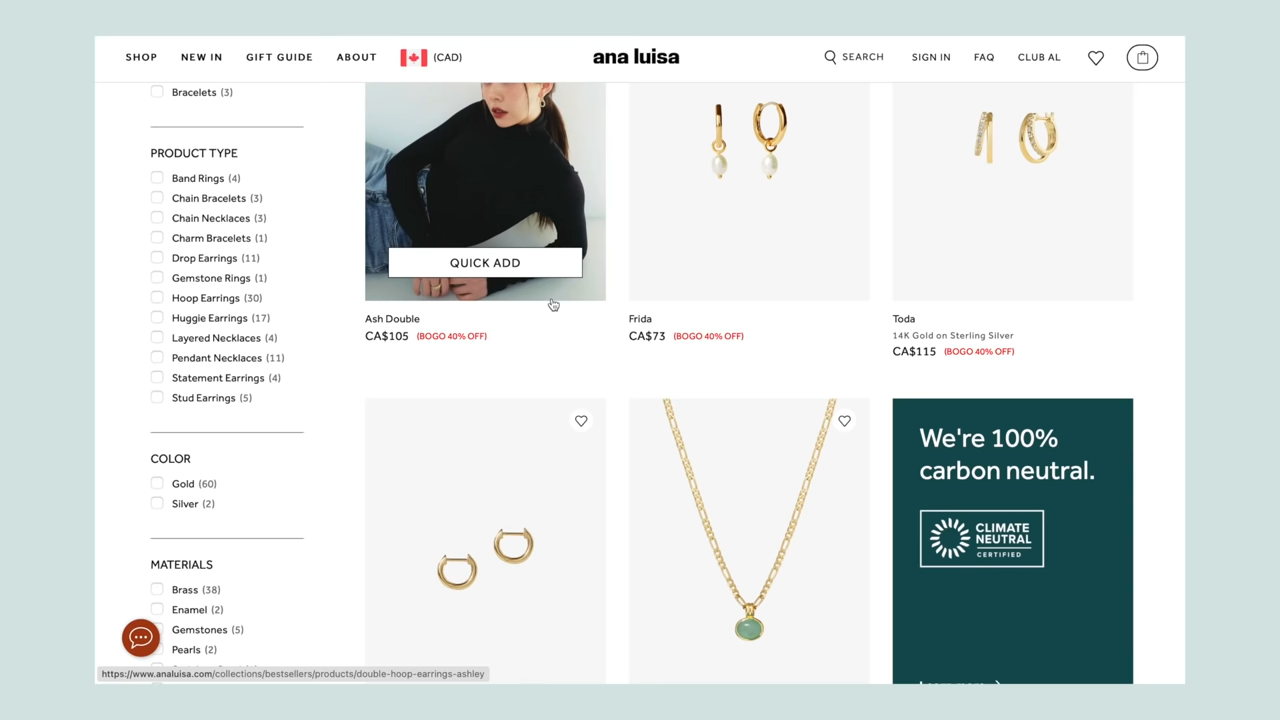 SHOP NEW IN GIFT GUIDE ABOUT (CAD) ana luisa SEARCH SIGN IN FAQ CLUB AL
Bracelets (3)
PRODUCT TYPE
Band Rings (4)
Chain Bracelets (3)
Chain Necklaces (3)
Charm Bracelets (1)
Drop Earrings (11)
Gemstone Rings (1)
Hoop Earrings (30)
Huggie Earrings (17)
Layered Necklaces (4)
Pendant Necklaces (11)
Statement Earrings (4)
Stud Earrings (5)
COLOR
Gold (60)
Silver (2)
MATERIALS
Brass (38)
Enamel (2)
Gemstones (5)
Pearls (2)
QUICK ADD
Ash Double
CA$105 (BOGO 40% OFF)
Frida
CA$73 (BOGO 40% OFF)
Toda
14K Gold on Sterling Silver
CA$115 (BOGO 40% OFF)
We're 100%
carbon neutral.
CLIMATE
NEUTRAL
CERTIFIED
https://www.analuisa.com/collections/bestsellers/products/double-hoop-earrings-ashley